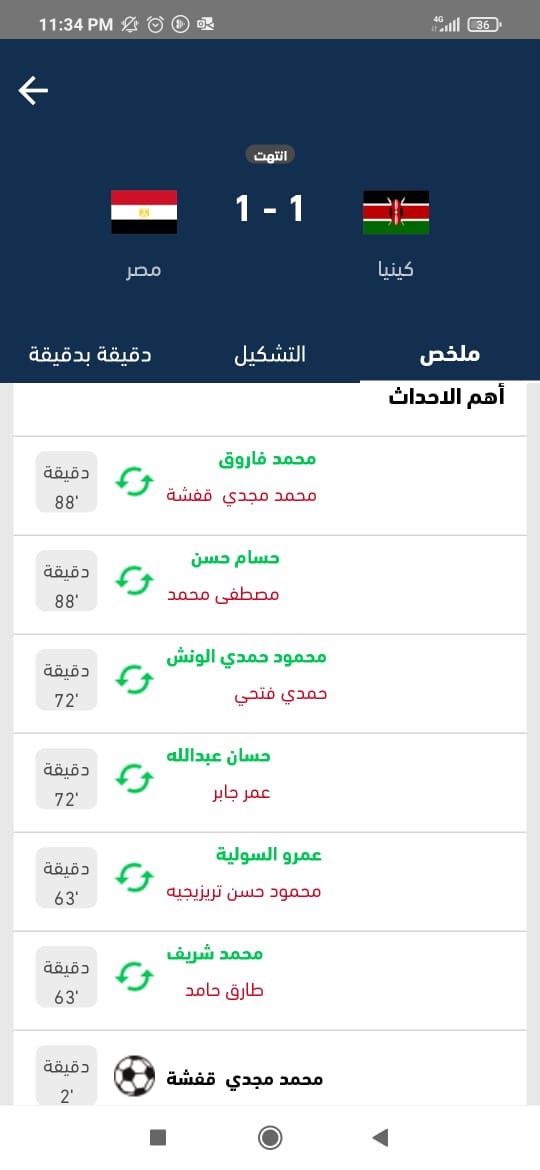 11:34 PM
4G
36
انتهت
1 - 1
كينيا
مصر
ملخص
التشكيل
دقيقة بدقيقة
أهم الاحداث
محمد فاروق
محمد مجدي قفشة
دقيقة
88'
حسام حسن
مصطفى محمد
دقيقة
88'
محمود حمدي الونش
حمدي فتحي
دقيقة
72'
حسان عبدالله
عمر جابر
دقيقة
72'
عمرو السولية
محمود حسن تريزيجيه
دقيقة
63'
محمد شريف
طارق حامد
دقيقة
63'
محمد مجدي قفشة
دقيقة
2'